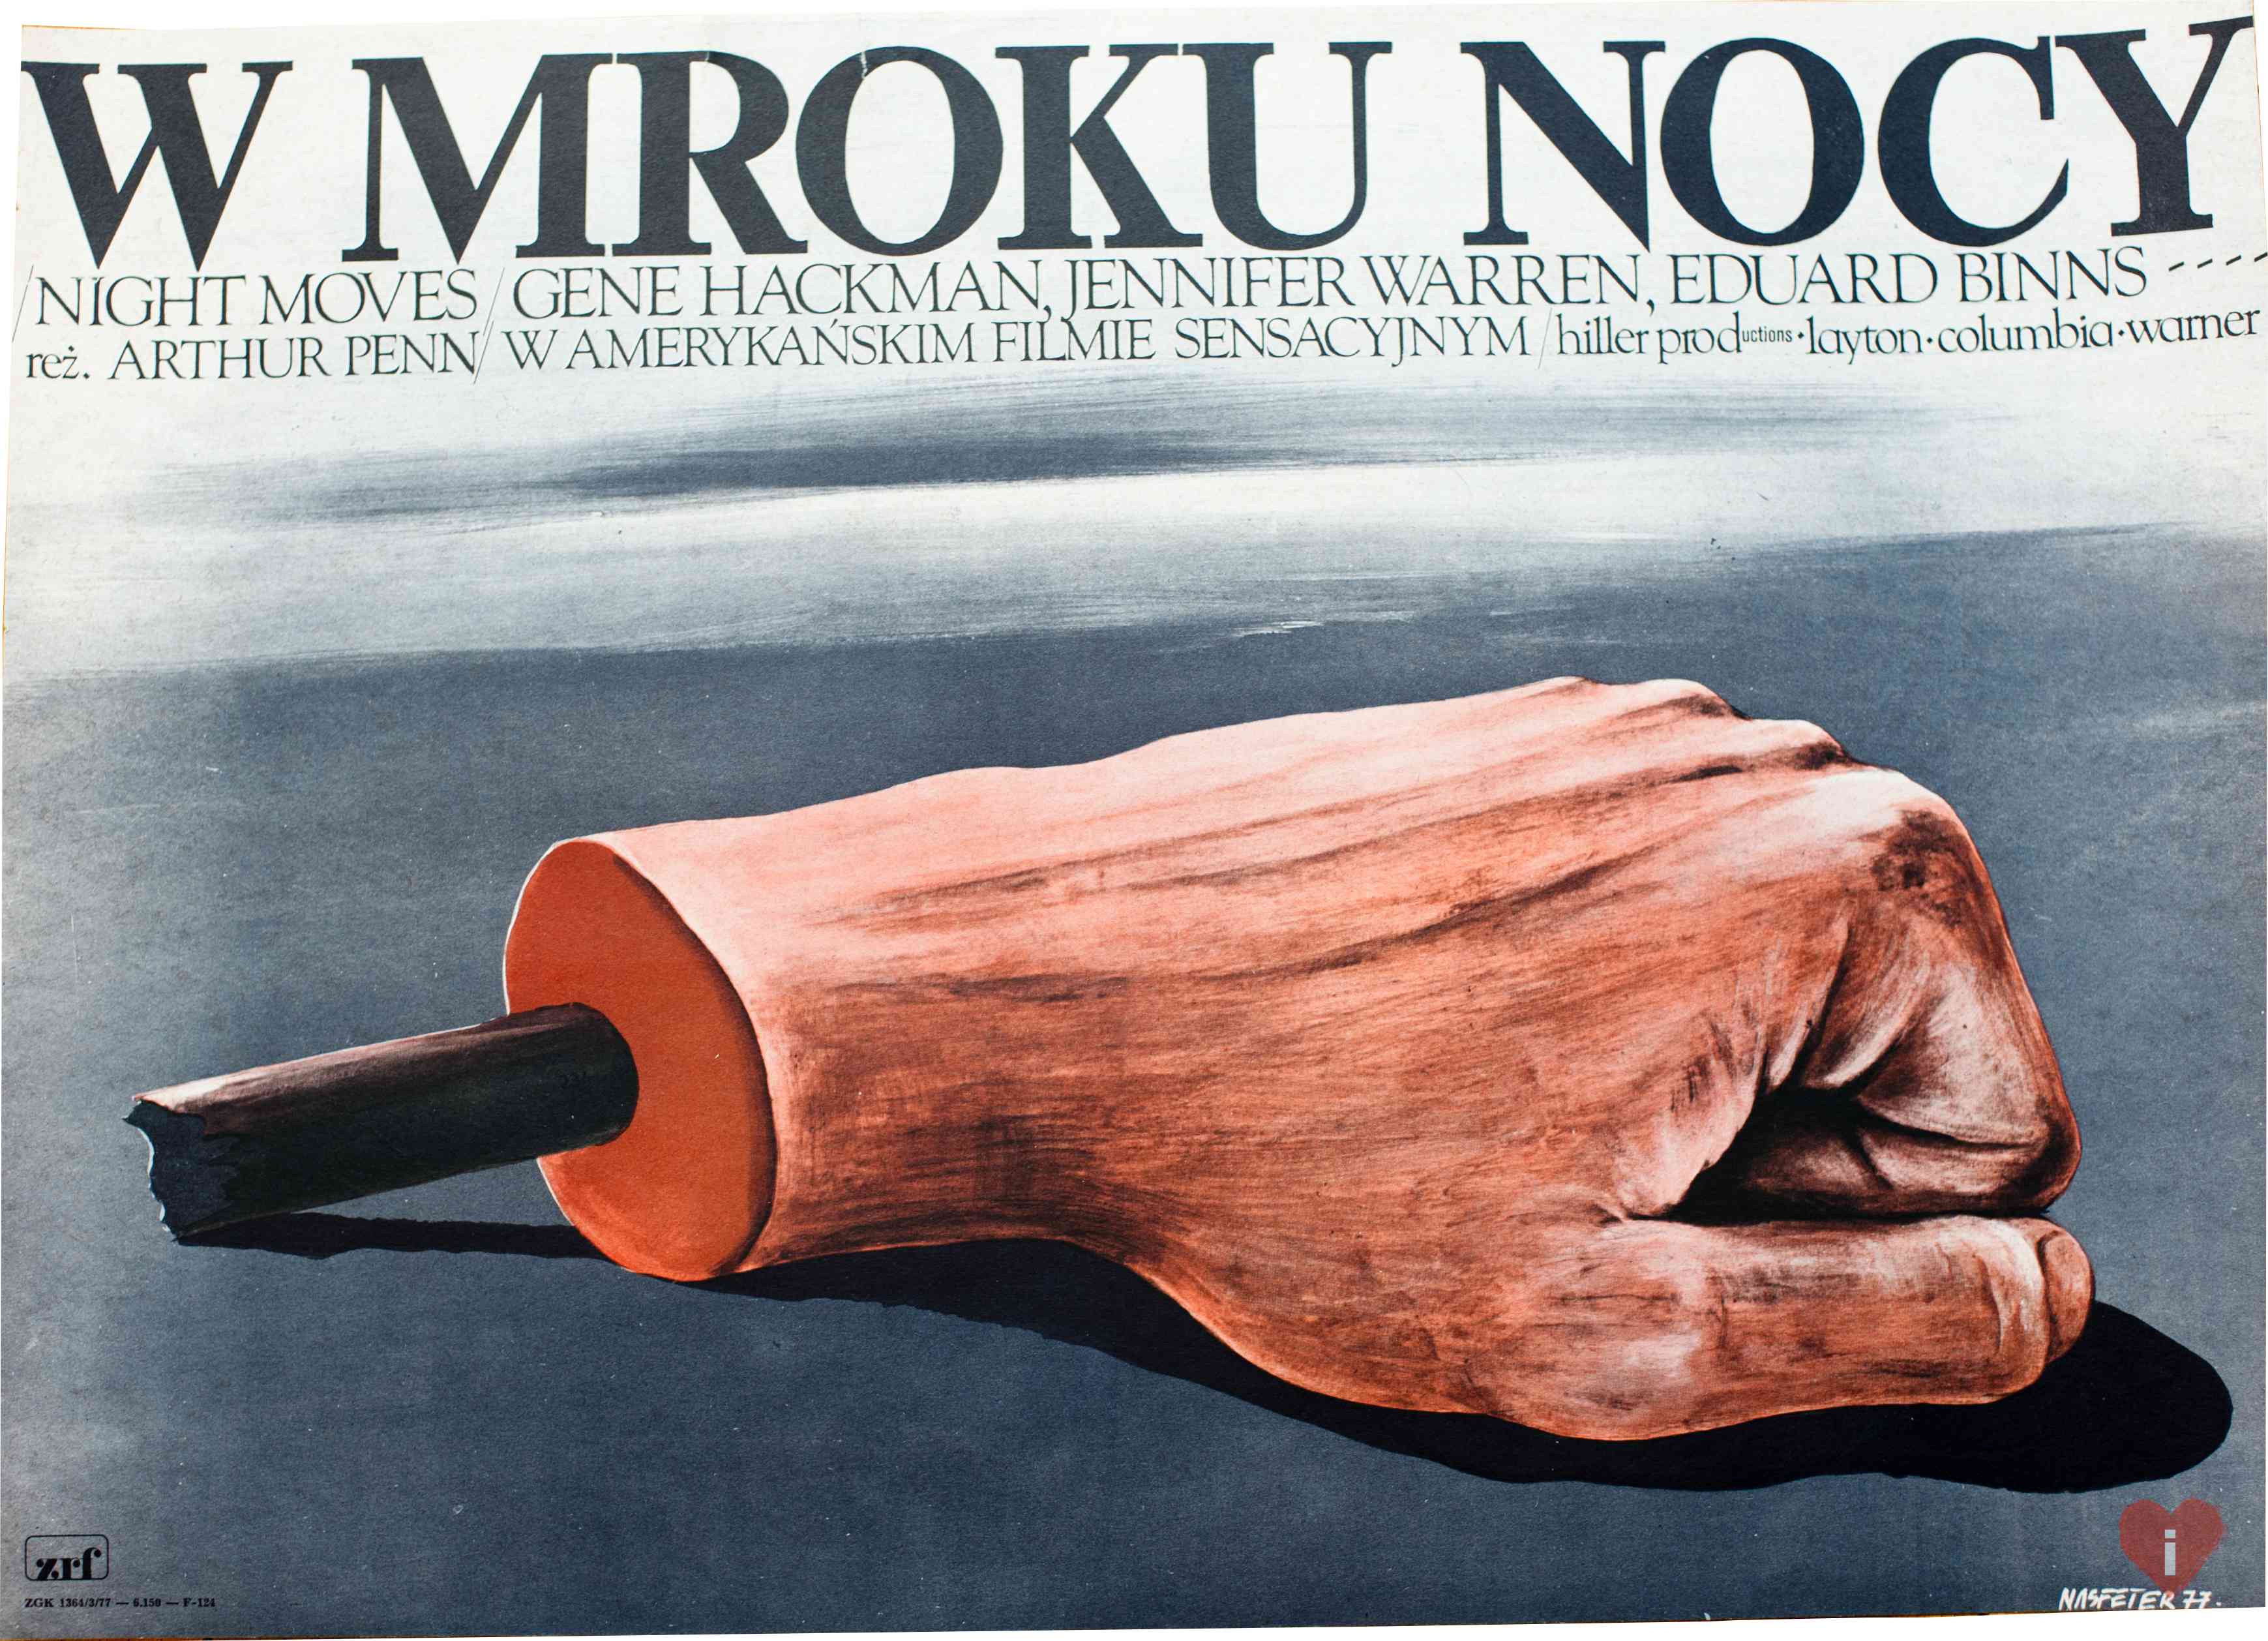 W MROKU NOCY
/NIGHT MOVES/GENE HACKMAN, JENNIFER WARREN, EDUARD BINNS ----
reż. ARTHUR PENN/W AMERYKAŃSKIM FILMIE SENSACYJNYM/hiller productions•layton•columbia•warner
zrf
ZGK 1364/3/77 — 6.150 — F-124
i
NASFETER 77.